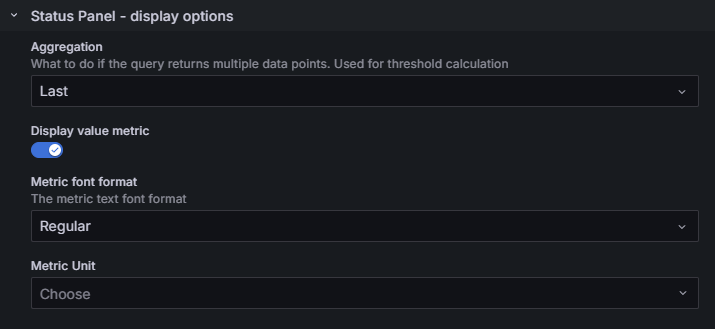 Status Panel - display options
Aggregation
What to do if the query returns multiple data points. Used for threshold calculation
Last
Display value metric
Metric font format
The metric text font format
Regular
Metric Unit
Choose